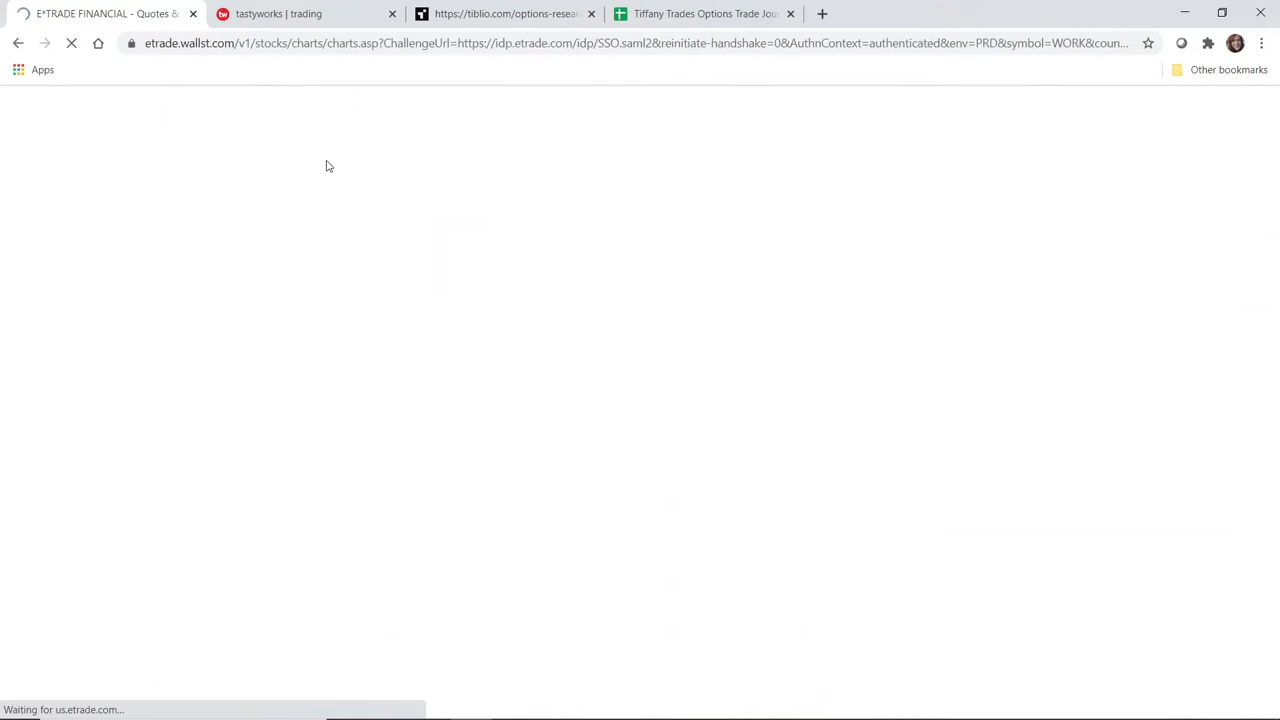 E*TRADE FINANCIAL - Quotes &
tw tastyworks | trading
https://tiblio.com/options-resear
Tiffany Trades Options Trade Jou
etrade.wallst.com/v1/stocks/charts/charts.asp?ChallengeUrl=https://idp.etrade.com/idp/SSO.saml2&reinitiate-handshake=0&AuthnContext=authenticated&env=PRD&symbol=WORK&coun...
Apps
Other bookmarks
Waiting for us.etrade.com...